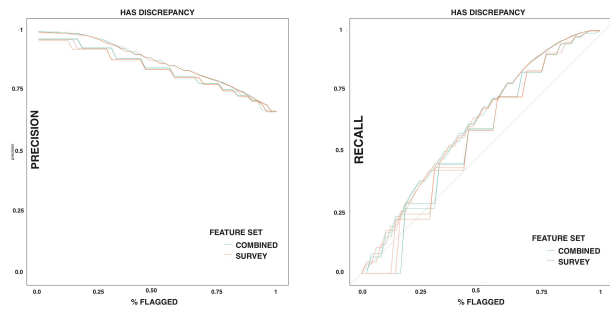 HAS DISCREPANCY
1
0.75
0.5
0.25
0.0
precision
PRECISION
FEATURE SET
COMBINED
SURVEY
0.0
0.25
0.50
0.75
1
% FLAGGED
HAS DISCREPANCY
1
0.75
0.5
0.25
0.0
RECALL
FEATURE SET
COMBINED
SURVEY
0.0
0.25
0.5
0.75
1
% FLAGGED